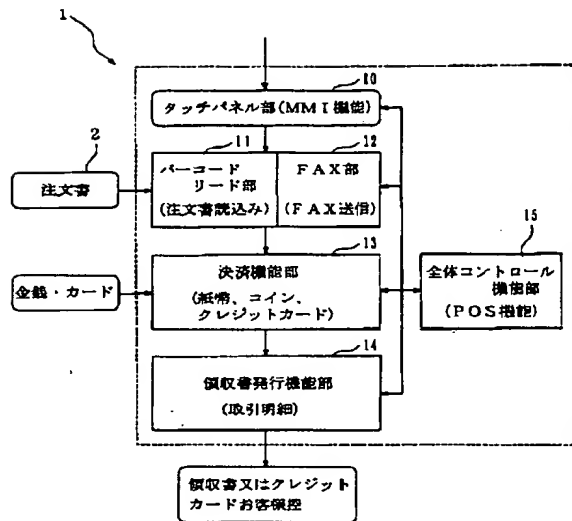 1
10
タッチパネル部(MMI機能)
2
注文書
11
バーコード
リード部
(注文書読込み)
12
FAX部
(FAX送信)
13
決済機能部
(紙幣、コイン、
クレジットカード)
金銭・カード
15
全体コントロール
機能部
(POS機能)
14
領収書発行機能部
(取引明細)
領収書又はクレジット
カードお客様控